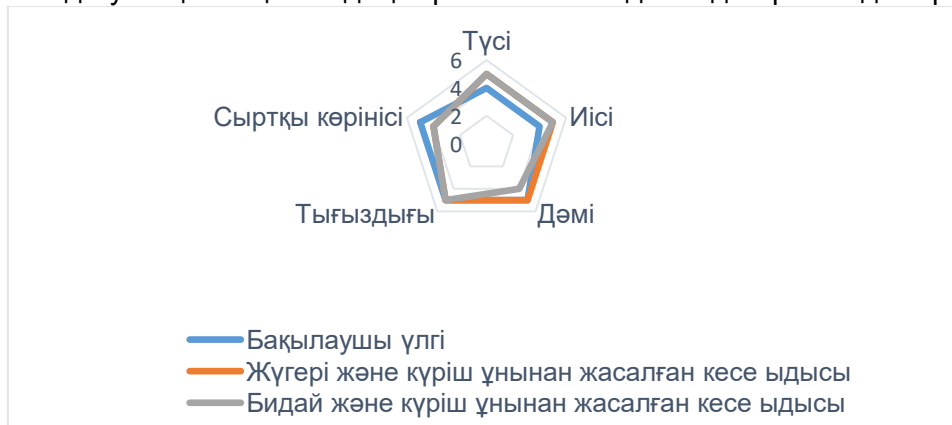 Түсі
6
4
2
0
Сыртқы көрінісі
Иісі
Тығыздығы
Дәмі
Бақылаушы үлгі
Жүгері және күріш ұнынан жасалған кесе ыдысы
Бидай және күріш ұнынан жасалған кесе ыдысы